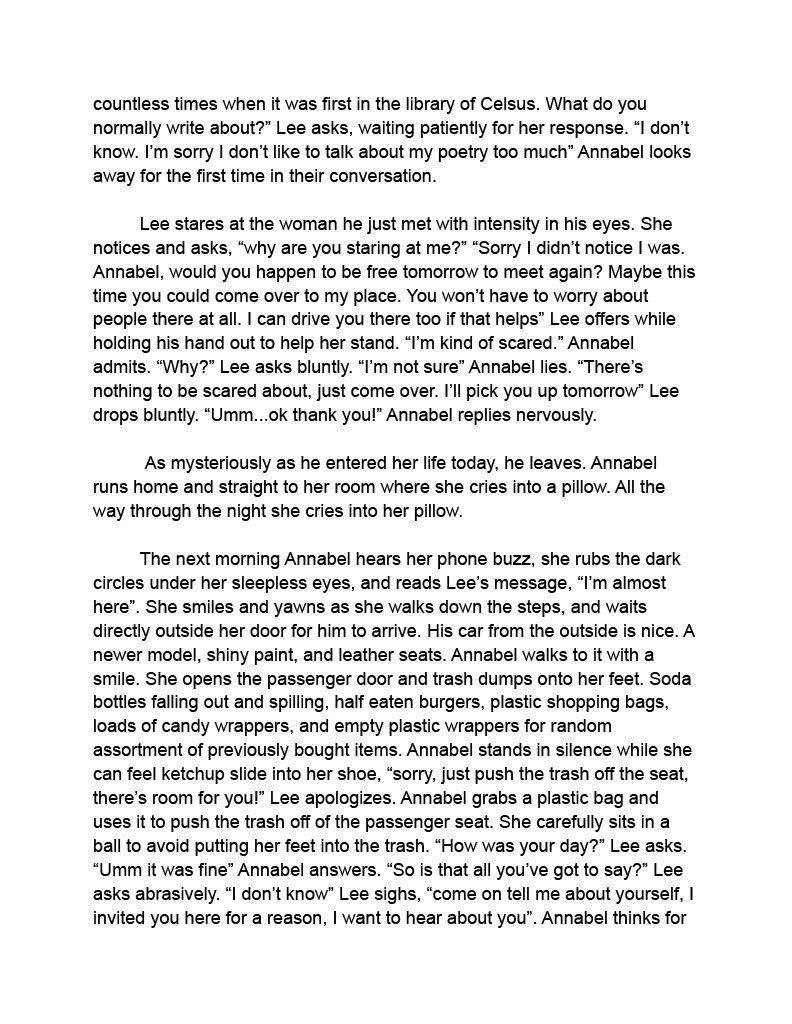 countless times when it was first in the library of Celsus. What do you
normally write about?” Lee asks, waiting patiently for her response. “I don’t
know. I’m sorry I don’t like to talk about my poetry too much” Annabel looks
away for the first time in their conversation.
Lee stares at the woman he just met with intensity in his eyes. She
notices and asks, “why are you staring at me?” “Sorry I didn’t notice I was.
Annabel, would you happen to be free tomorrow to meet again? Maybe this
time you could come over to my place. You won’t have to worry about
people there at all. I can drive you there too if that helps” Lee offers while
holding his hand out to help her stand. “I’m kind of scared.” Annabel
admits. “Why?” Lee asks bluntly. “I’m not sure” Annabel lies. “There’s
nothing to be scared about, just come over. I’ll pick you up tomorrow” Lee
drops bluntly. “Umm...ok thank you!” Annabel replies nervously.
As mysteriously as he entered her life today, he leaves. Annabel
runs home and straight to her room where she cries into a pillow. All the
way through the night she cries into her pillow.
The next morning Annabel hears her phone buzz, she rubs the dark
circles under her sleepless eyes, and reads Lee’s message, “I’m almost
here”. She smiles and yawns as she walks down the steps, and waits
directly outside her door for him to arrive. His car from the outside is nice. A
newer model, shiny paint, and leather seats. Annabel walks to it with a
smile. She opens the passenger door and trash dumps onto her feet. Soda
bottles falling out and spilling, half eaten burgers, plastic shopping bags,
loads of candy wrappers, and empty plastic wrappers for random
assortment of previously bought items. Annabel stands in silence while she
can feel ketchup slide into her shoe, “sorry, just push the trash off the seat,
there’s room for you!” Lee apologizes. Annabel grabs a plastic bag and
uses it to push the trash off of the passenger seat. She carefully sits in a
ball to avoid putting her feet into the trash. “How was your day?” Lee asks.
“Umm it was fine” Annabel answers. “So is that all you’ve got to say?” Lee
asks abrasively. “I don’t know” Lee sighs, “come on tell me about yourself, I
invited you here for a reason, I want to hear about you”. Annabel thinks for